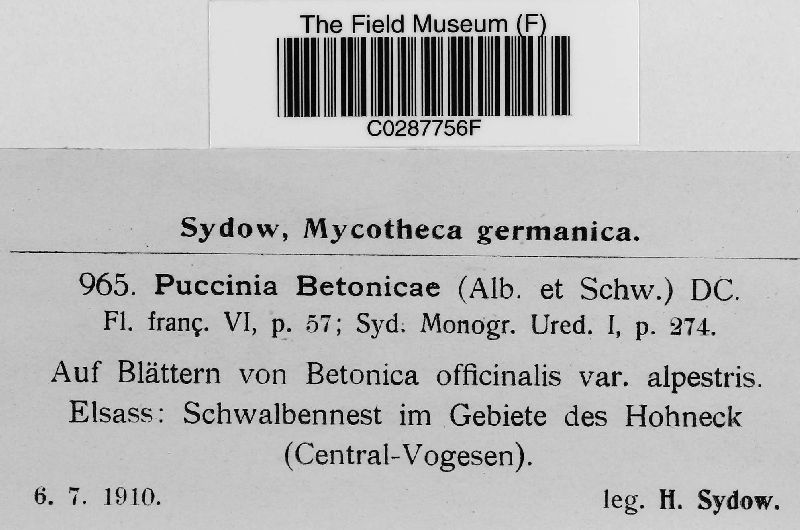 The Field Museum (F)
C0287756F
Sydow, Mycotheca germanica.
965. Puccinia Betonicae (Alb. et Schw.) DC.
Fl. franç. VI, p. 57; Syd. Monogr. Ured. I, p. 274.
Auf Blättern von Betonica officinalis var. alpestris.
Elsass: Schwalbennest im Gebiete des Hohneck
(Central-Vogesen).
6. 7. 1910.
leg. H. Sydow.